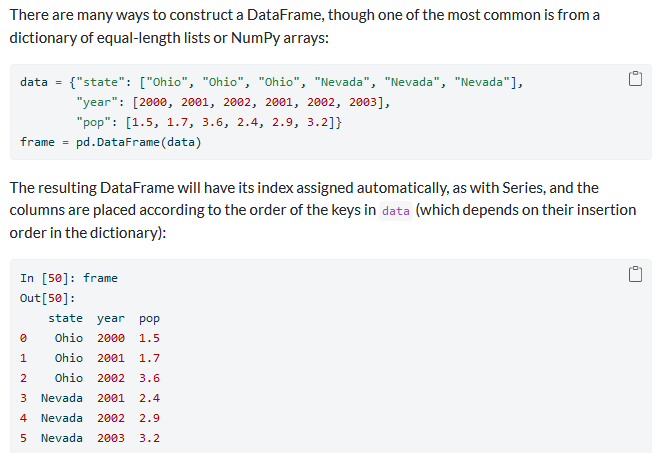 There are many ways to construct a DataFrame, though one of the most common is from a
dictionary of equal-length lists or NumPy arrays:
data = {"state": ["Ohio", "Ohio", "Ohio", "Nevada", "Nevada", "Nevada"],
        "year": [2000, 2001, 2002, 2001, 2002, 2003],
        "pop": [1.5, 1.7, 3.6, 2.4, 2.9, 3.2]}
frame = pd.DataFrame(data)
The resulting DataFrame will have its index assigned automatically, as with Series, and the
columns are placed according to the order of the keys in data (which depends on their insertion
order in the dictionary):
In [50]: frame
Out[50]:
    state  year  pop
0    Ohio  2000  1.5
1    Ohio  2001  1.7
2    Ohio  2002  3.6
3  Nevada  2001  2.4
4  Nevada  2002  2.9
5  Nevada  2003  3.2